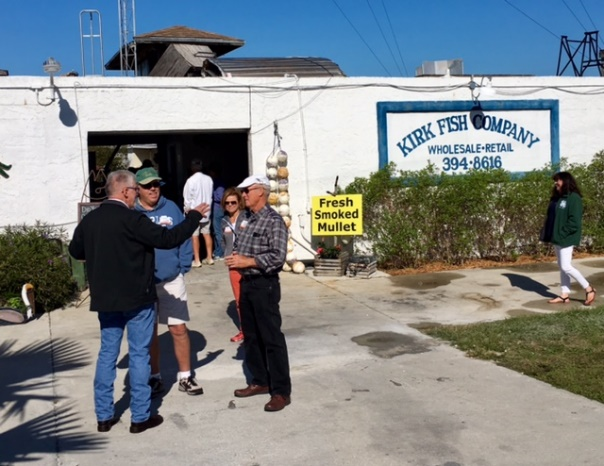 KIRK FISH COMPANY
WHOLESALE•RETAIL
394-8616
Fresh
Smoked
Mullet